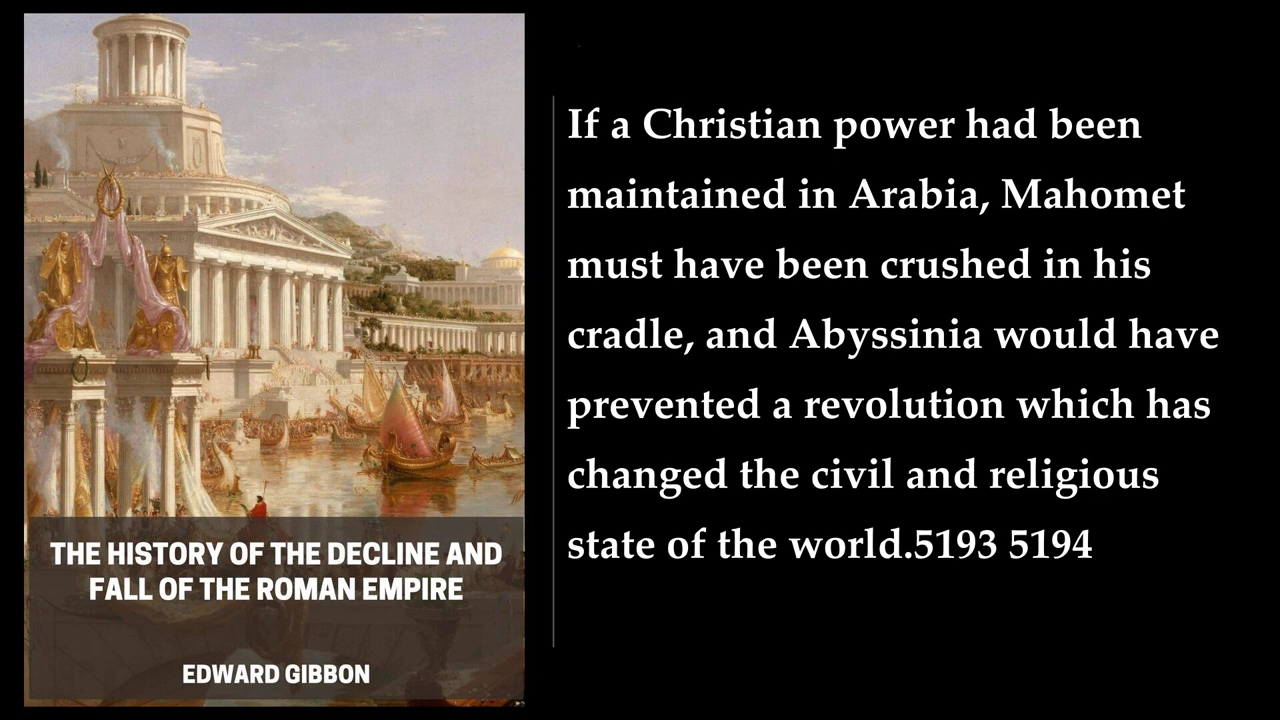 If a Christian power had been
maintained in Arabia, Mahomet
must have been crushed in his
cradle, and Abyssinia would have
prevented a revolution which has
changed the civil and religious
state of the world.5193 5194
THE HISTORY OF THE DECLINE AND
FALL OF THE ROMAN EMPIRE
EDWARD GIBBON